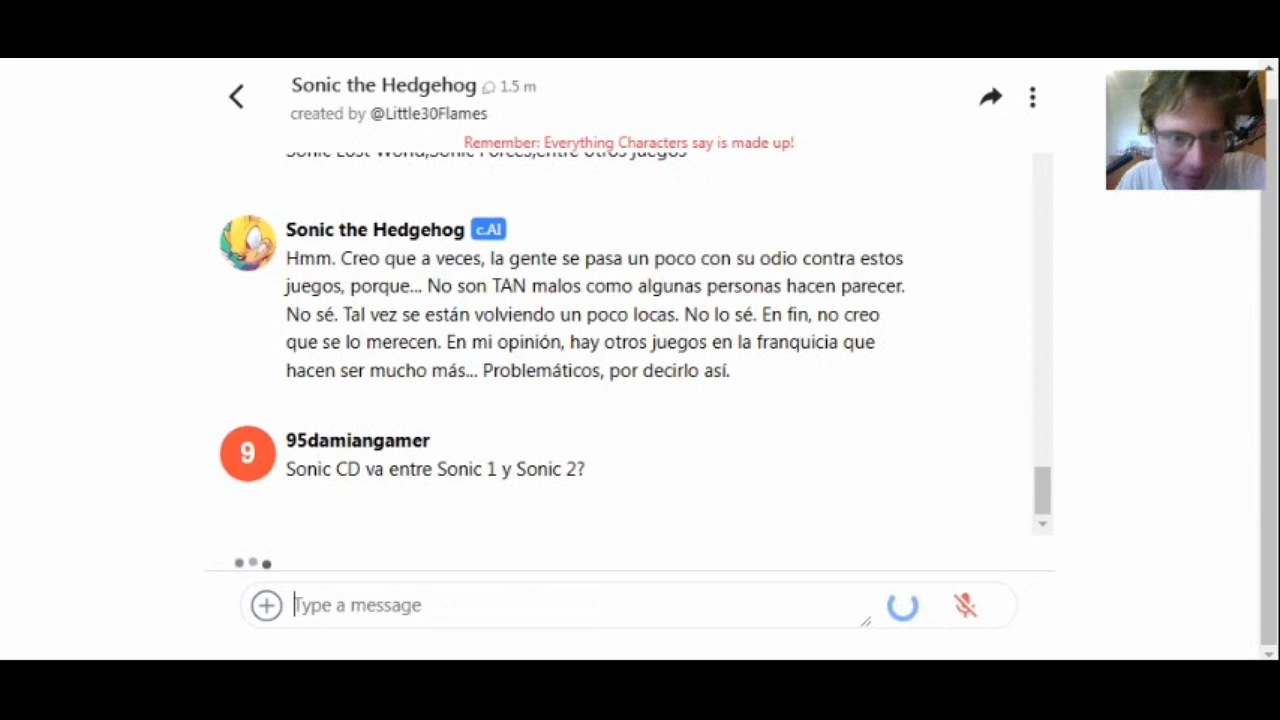 Sonic the Hedgehog 1.5 m
created by @Little30Flames
Remember: Everything Characters say is made up!
Sonic Lost World,Sonic Forces,entre otros juegos
Sonic the Hedgehog c.AI
Hmm. Creo que a veces, la gente se pasa un poco con su odio contra estos
juegos, porque... No son TAN malos como algunas personas hacen parecer.
No sé. Tal vez se están volviendo un poco locas. No lo sé. En fin, no creo
que se lo merecen. En mi opinión, hay otros juegos en la franquicia que
hacen ser mucho más... Problemáticos, por decirlo así.
9
95damiangamer
Sonic CD va entre Sonic 1 y Sonic 2?
Type a message